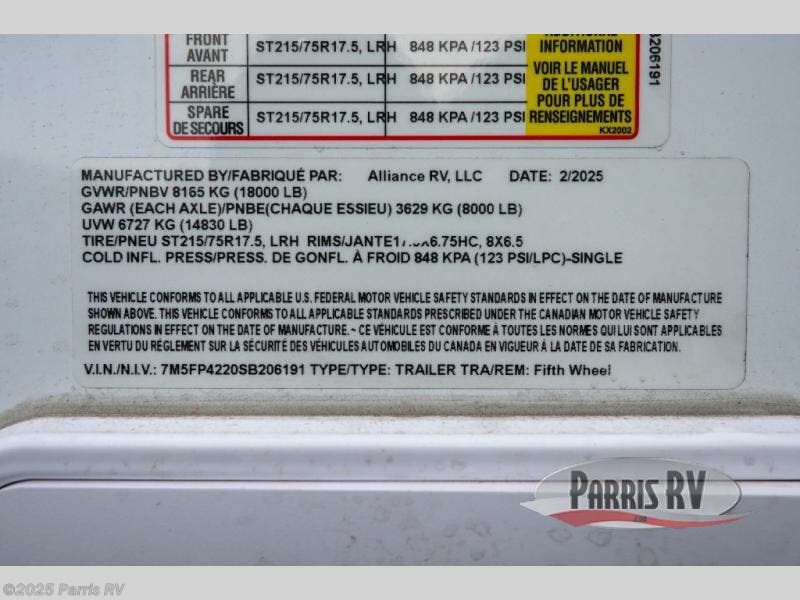 FRONT
AVANT
ST215/75R17.5, LRH 848 KPA /123 PSI
REAR
ARRIÈRE
ST215/75R17.5, LRH 848 KPA /123 PSI
SPARE
DE SECOURS
ST215/75R17.5, LRH 848 KPA /123 PSI
ADDITIONAL
INFORMATION
VOIR LE MANUEL
DE L'USAGER
POUR PLUS DE
RENSEIGNEMENTS
KX2002
B206191
MANUFACTURED BY/FABRIQUÉ PAR: Alliance RV, LLC DATE: 2/2025
GVWR/PNBV 8165 KG (18000 LB)
GAWR (EACH AXLE)/PNBE(CHAQUE ESSIEU) 3629 KG (8000 LB)
UVW 6727 KG (14830 LB)
TIRE/PNEU ST215/75R17.5, LRH RIMS/JANTE17.5X6.75HC, 8X6.5
COLD INFL. PRESS/PRESS. DE GONFL. À FROID 848 KPA (123 PSI/LPC)-SINGLE
THIS VEHICLE CONFORMS TO ALL APPLICABLE U.S. FEDERAL MOTOR VEHICLE SAFETY STANDARDS IN EFFECT ON THE DATE OF MANUFACTURE
SHOWN ABOVE. THIS VEHICLE CONFORMS TO ALL APPLICABLE STANDARDS PRESCRIBED UNDER THE CANADIAN MOTOR VEHICLE SAFETY
REGULATIONS IN EFFECT ON THE DATE OF MANUFACTURE. ~ CE VÉHICULE EST CONFORME À TOUTES LES NORMES QUI LUI SONT APPLICABLES
EN VERTU DU RÉGLEMENT SUR LA SÉCURITÉ DES VÉHICULES AUTOMOBILES DU CANADA EN VIGUEUR À LA DATE DE SA FABRICATION.
V.I.N./N.I.V.: 7M5FP4220SB206191 TYPE/TYPE: TRAILER TRA/REM: Fifth Wheel
PARRIS RV
©2025 Parris RV